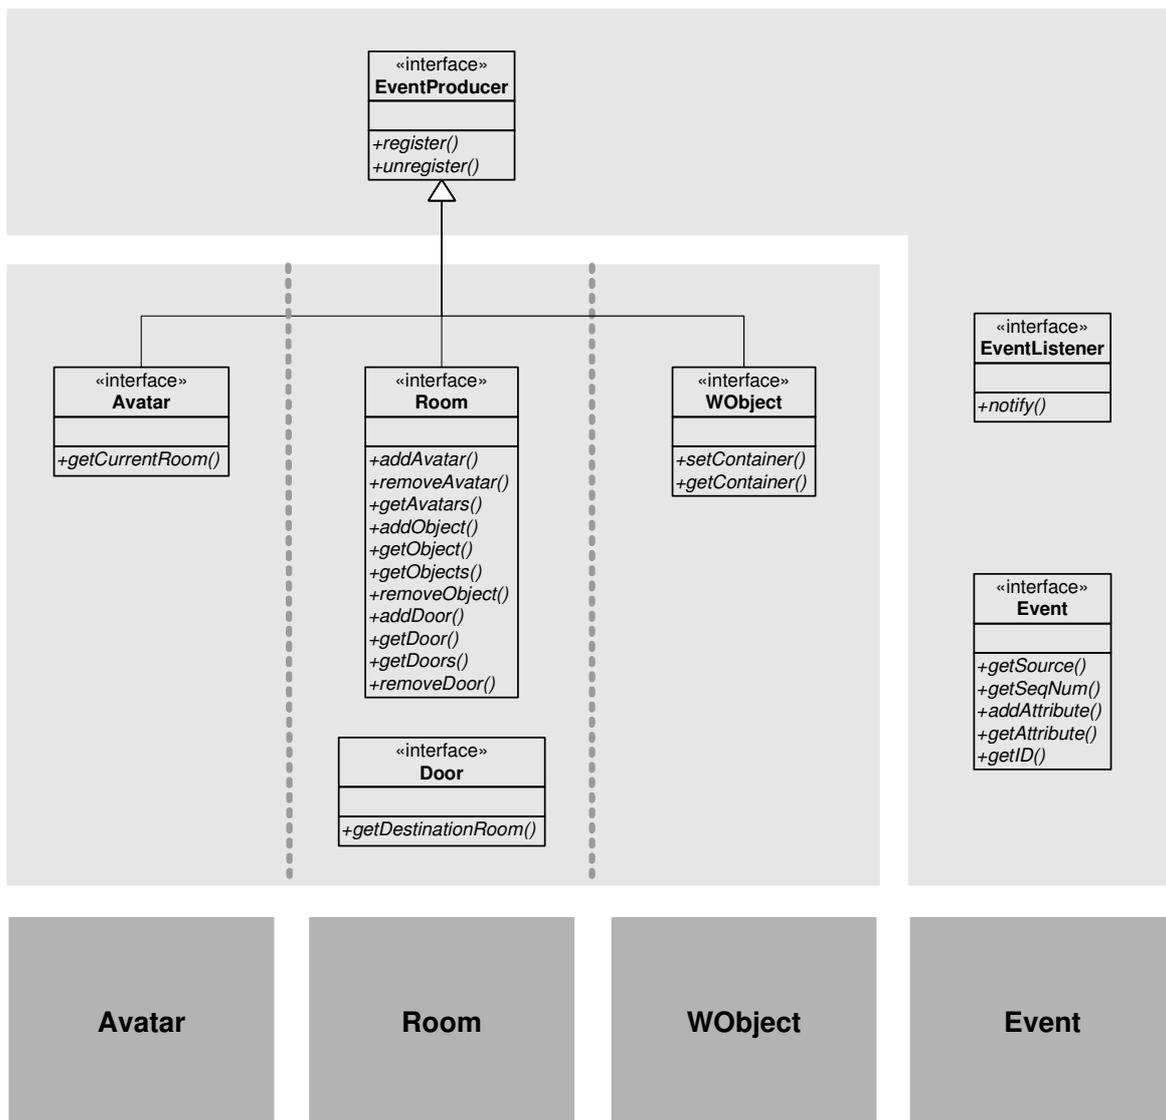 «interface»
EventProducer
+register()
+unregister()
«interface»
Avatar
+getCurrentRoom()
«interface»
Room
+addAvatar()
+removeAvatar()
+getAvatars()
+addObject()
+getObject()
+getObjects()
+removeObject()
+addDoor()
+getDoor()
+getDoors()
+removeDoor()
«interface»
Door
+getDestinationRoom()
«interface»
WObject
+setContainer()
+getContainer()
«interface»
EventListener
+notify()
«interface»
Event
+getSource()
+getSeqNum()
+addAttribute()
+getAttribute()
+getID()
Avatar
Room
WObject
Event